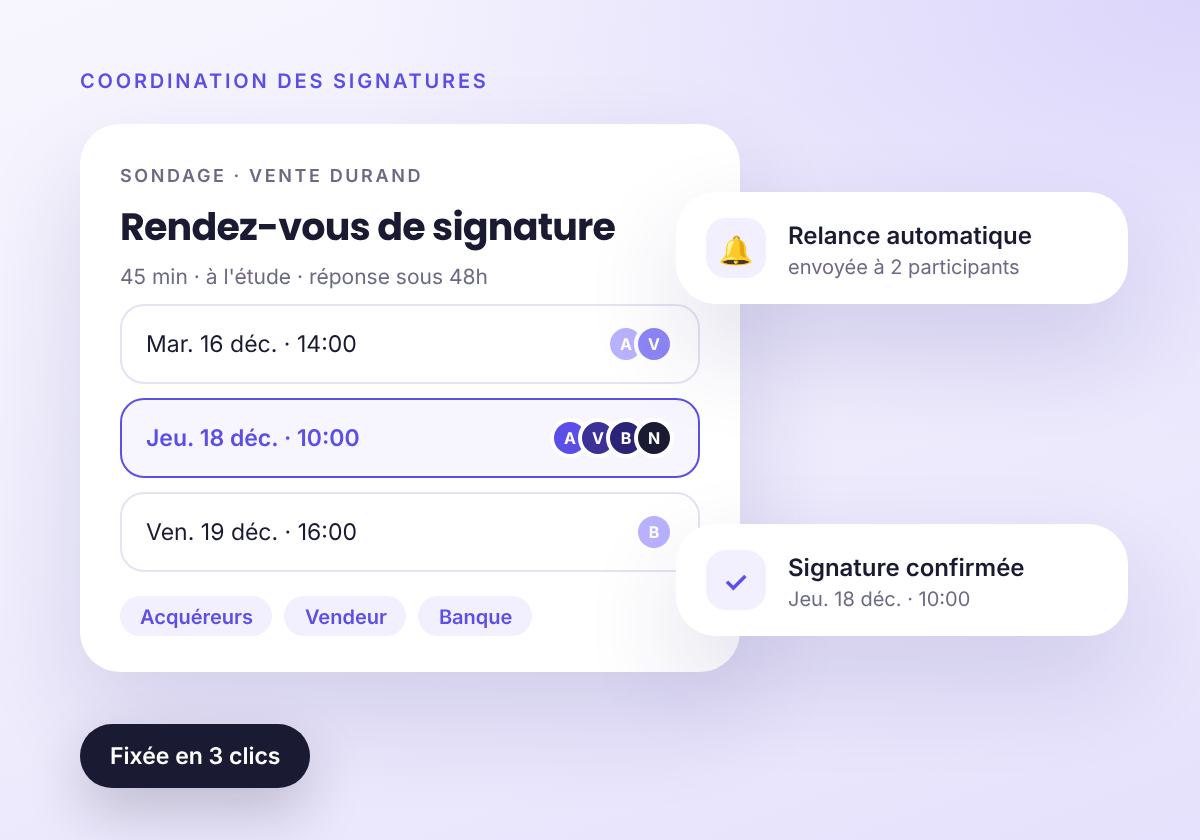 COORDINATION DES SIGNATURES
SONDAGE · VENTE DURAND
Rendez-vous de signature
45 min · à l'étude · réponse sous 48h
Mar. 16 déc. · 14:00
A V
Jeu. 18 déc. · 10:00
A V B N
Ven. 19 déc. · 16:00
B
Acquéreurs
Vendeur
Banque
Relance automatique
envoyée à 2 participants
Signature confirmée
Jeu. 18 déc. · 10:00
Fixée en 3 clics